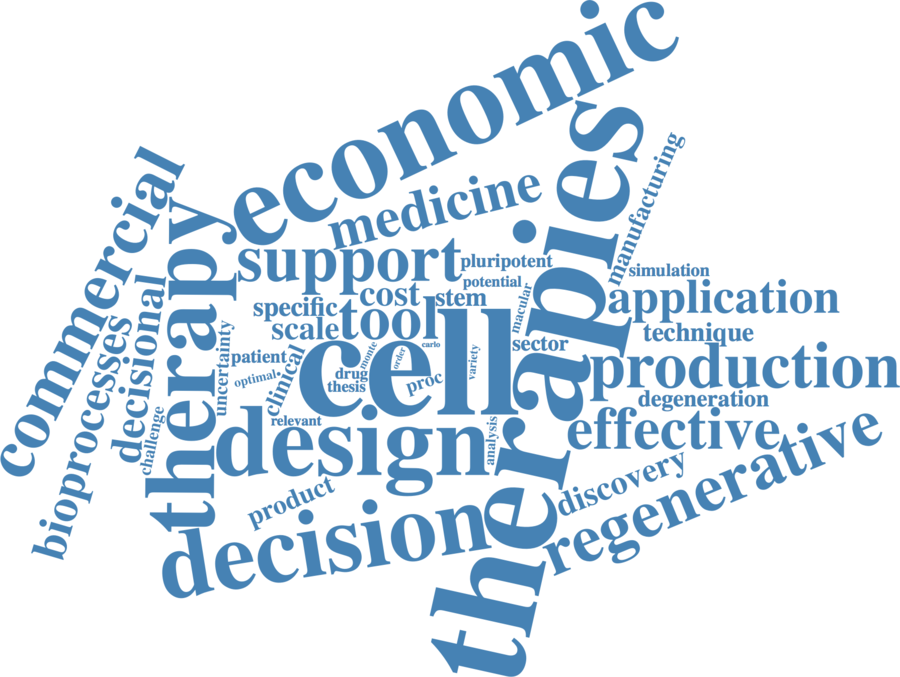 economic
therapies
manufacturing
commercial
therapy
medicine
support
pluripotent
simulation
potential
application
decisional
specific
cost
stem
macular
bioprocesses
scale
tool
technique
uncertainty
cell
carlo
sector
patient
monte
order
variety
production
optimal
clinical
drug
thesis
proc
degeneration
challenge
relevant
design
analysis
effective
regenerative
product
discovery
decision